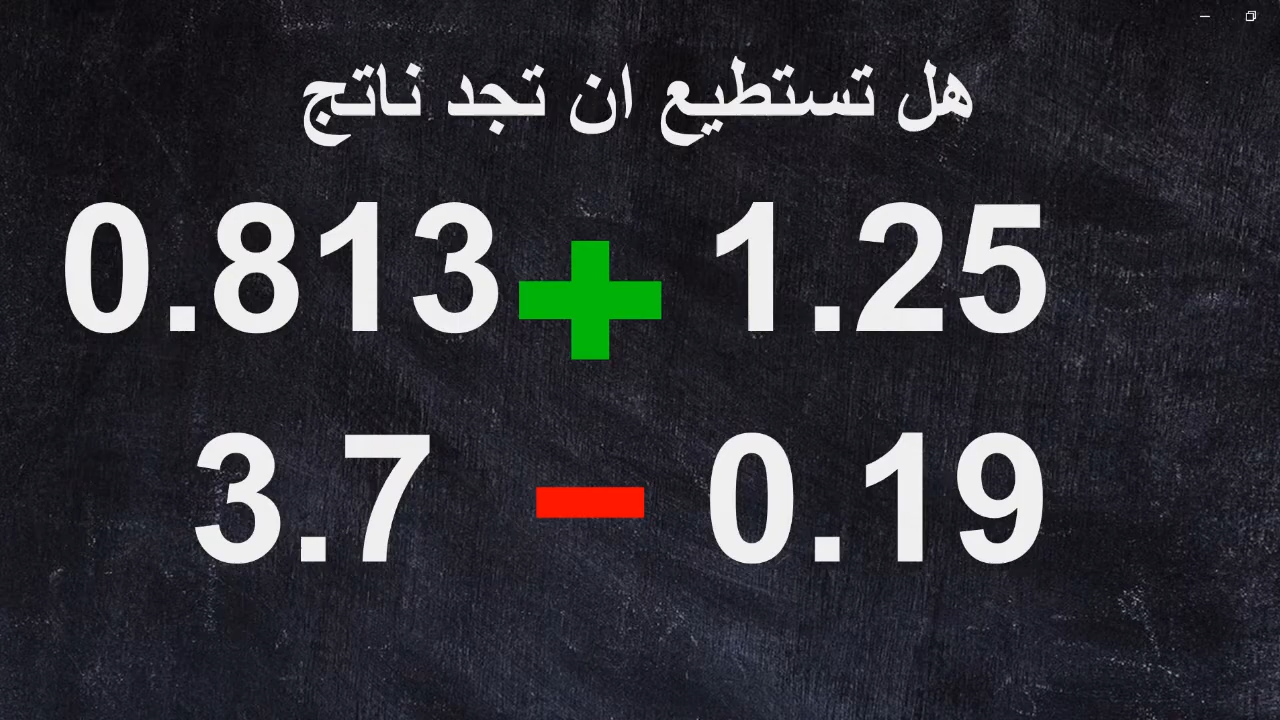 هل تستطيع ان تجد ناتج
0.813 + 1.25
3.7 − 0.19